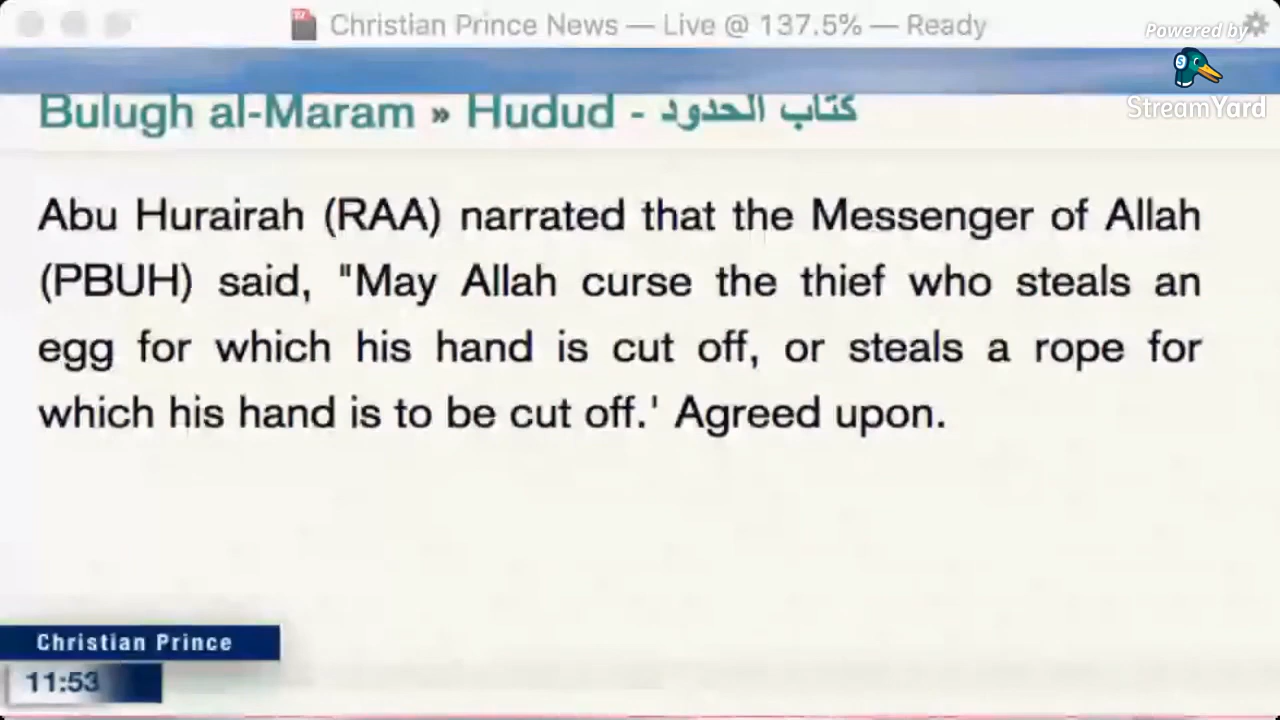 Christian Prince News — Live @ 137.5% — Ready
Powered by
StreamYard
Bulugh al-Maram » Hudud - كتاب الحدود
Abu Hurairah (RAA) narrated that the Messenger of Allah
(PBUH) said, "May Allah curse the thief who steals an
egg for which his hand is cut off, or steals a rope for
which his hand is to be cut off.' Agreed upon.
Christian Prince
11:53